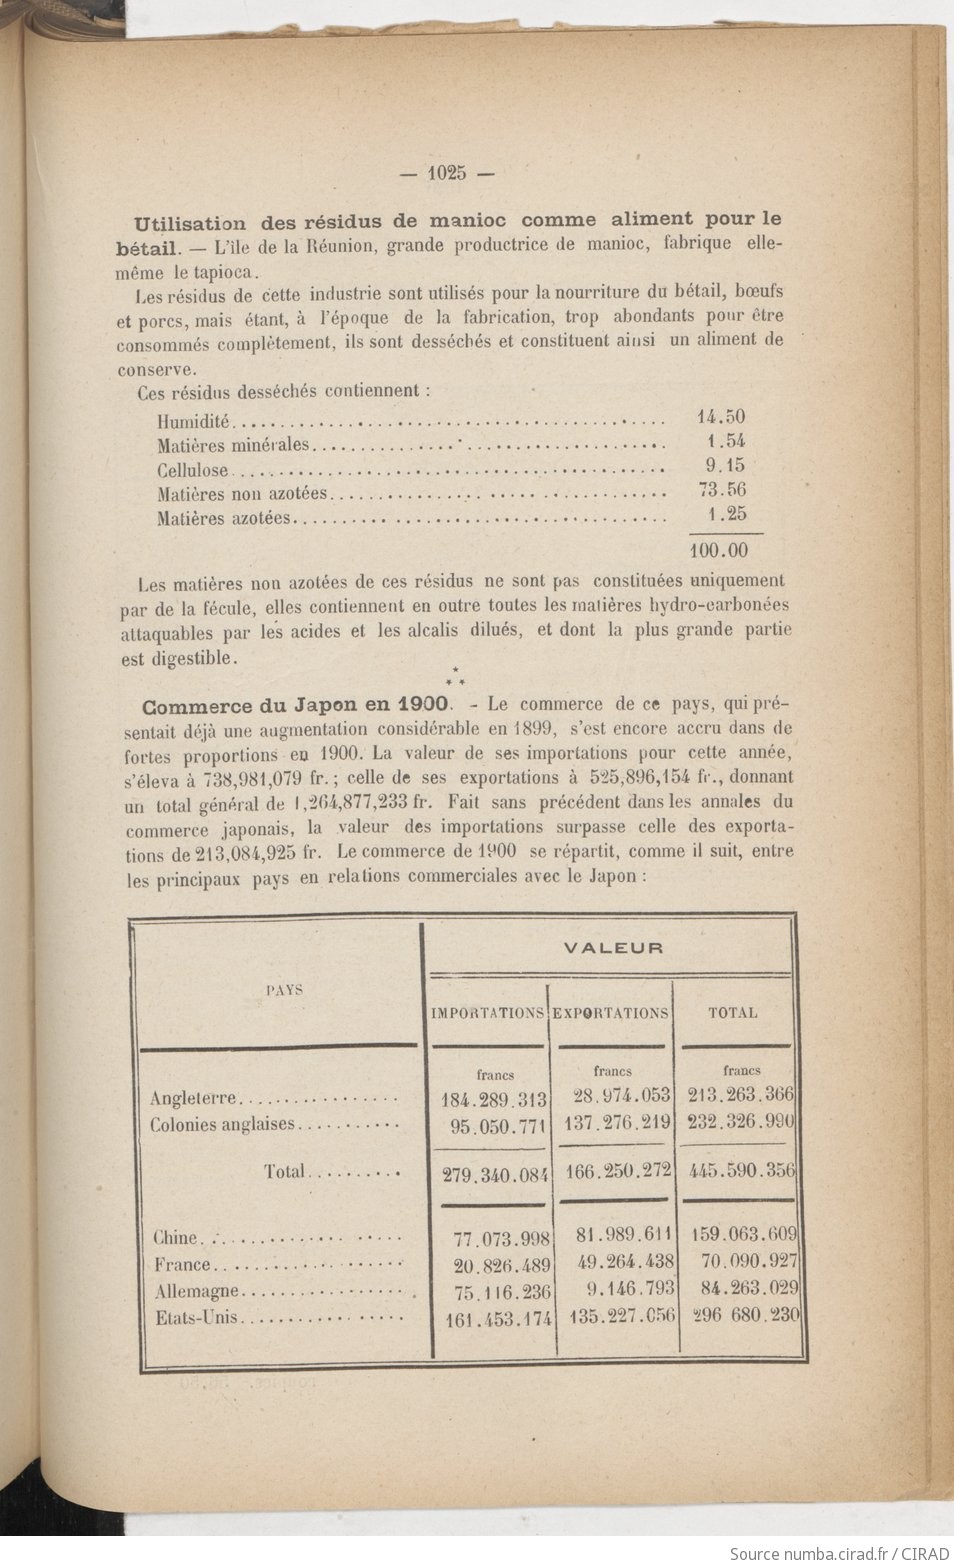 — 1025 —
Utilisation des résidus de manioc comme aliment pour le
bétail. — L'île de la Réunion, grande productrice de manioc, fabrique elle-
même le tapioca.
Les résidus de cette industrie sont utilisés pour la nourriture du bétail, bœufs
et porcs, mais étant, à l'époque de la fabrication, trop abondants pour être
consommés complètement, ils sont desséchés et constituent ainsi un aliment de
conserve.
Ces résidus desséchés contiennent :
Humidité........................................ 14.50
Matières minérales........................................ 1.54
Cellulose........................................ 9.15
Matières non azotées........................................ 73.56
Matières azotées........................................ 1.25
100.00
Les matières non azotées de ces résidus ne sont pas constituées uniquement
par de la fécule, elles contiennent en outre toutes les matières hydro-carbonées
attaquables par les acides et les alcalis dilués, et dont la plus grande partie
est digestible.
* * *
Commerce du Japon en 1900. - Le commerce de ce pays, qui pré-
sentait déjà une augmentation considérable en 1899, s'est encore accru dans de
fortes proportions en 1900. La valeur de ses importations pour cette année,
s'éleva à 738,981,079 fr. ; celle de ses exportations à 525,896,154 fr., donnant
un total général de 1,264,877,233 fr. Fait sans précédent dans les annales du
commerce japonais, la valeur des importations surpasse celle des exporta-
tions de 213,084,925 fr. Le commerce de 1900 se répartit, comme il suit, entre
les principaux pays en relations commerciales avec le Japon :
VALEUR
PAYS
IMPORTATIONS EXPORTATIONS TOTAL
francs francs francs
Angleterre................. 184.289.313 28.974.053 213.263.366
Colonies anglaises........... 95.050.771 137.276.219 232.326.990
Total.......... 279.340.084 166.250.272 445.590.356
Chine..................... 77.073.998 81.989.611 159.063.609
France.................... 20.826.489 49.264.438 70.090.927
Allemagne.................. 75.116.236 9.146.793 84.263.029
Etats-Unis.................. 161.453.174 135.227.056 296 680.230
Source numba.cirad.fr / CIRAD